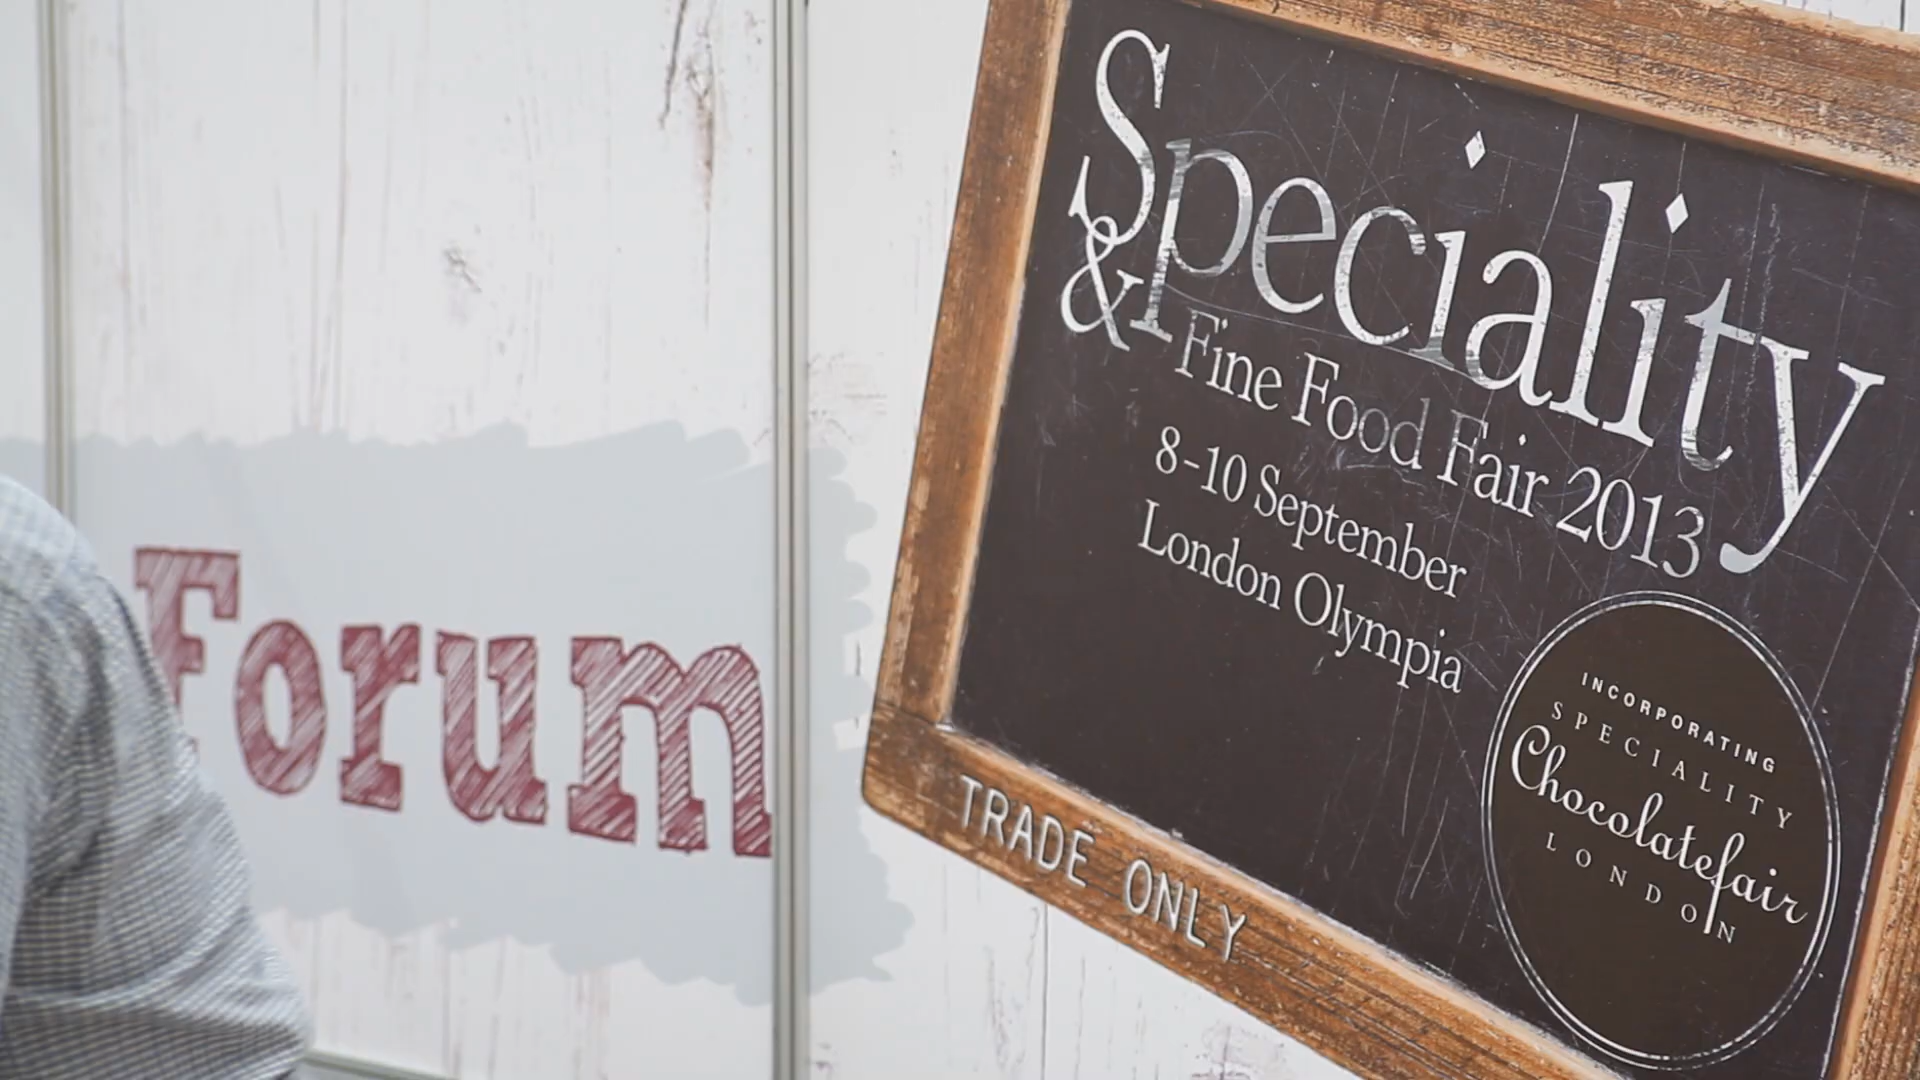 Forum
Speciality
& Fine Food Fair 2013
8-10 September
London Olympia
INCORPORATING
SPECIALITY
Chocolatefair
LONDON
TRADE ONLY